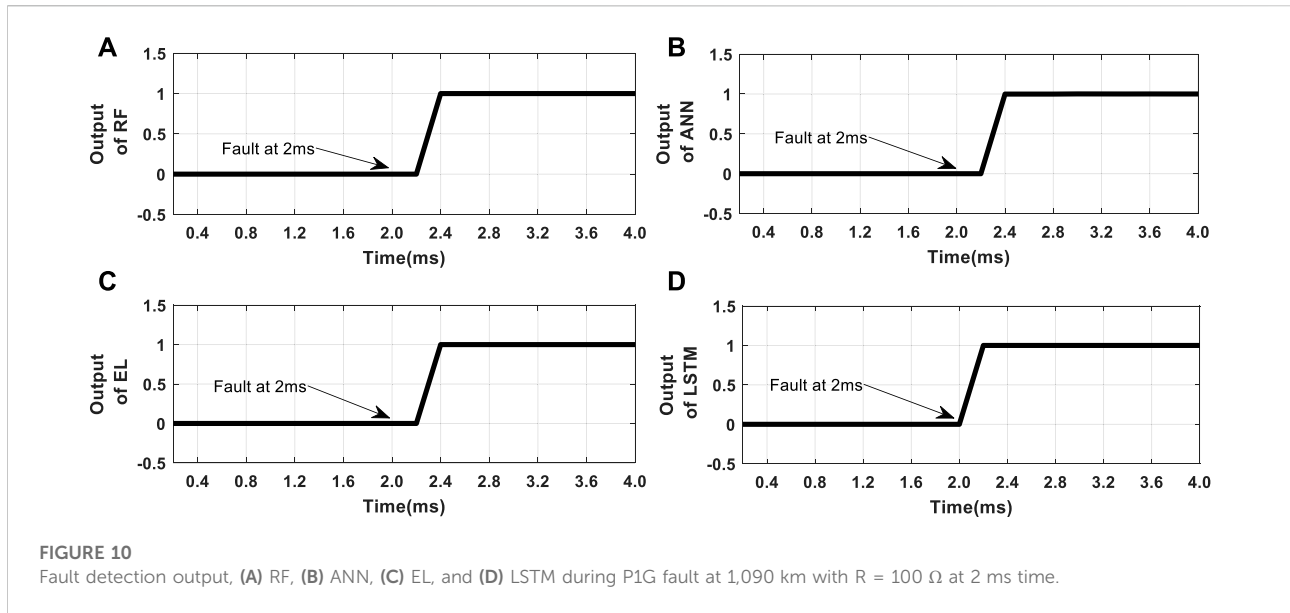 A
1.5
1
0.5
0
-0.5
Output
of RF
Fault at 2ms
0.4 0.8 1.2 1.6 2.0 2.4 2.8 3.2 3.6 4.0
Time(ms)
B
1.5
1
0.5
0
-0.5
Output
of ANN
Fault at 2ms
0.4 0.8 1.2 1.6 2.0 2.4 2.8 3.2 3.6 4.0
Time(ms)
C
1.5
1
0.5
0
-0.5
Output
of EL
Fault at 2ms
0.4 0.8 1.2 1.6 2.0 2.4 2.8 3.2 3.6 4.0
Time(ms)
D
1.5
1
0.5
0
-0.5
Output
of LSTM
Fault at 2ms
0.4 0.8 1.2 1.6 2.0 2.4 2.8 3.2 3.6 4.0
Time(ms)
FIGURE 10
Fault detection output, (A) RF, (B) ANN, (C) EL, and (D) LSTM during P1G fault at 1,090 km with R = 100 Ω at 2 ms time.